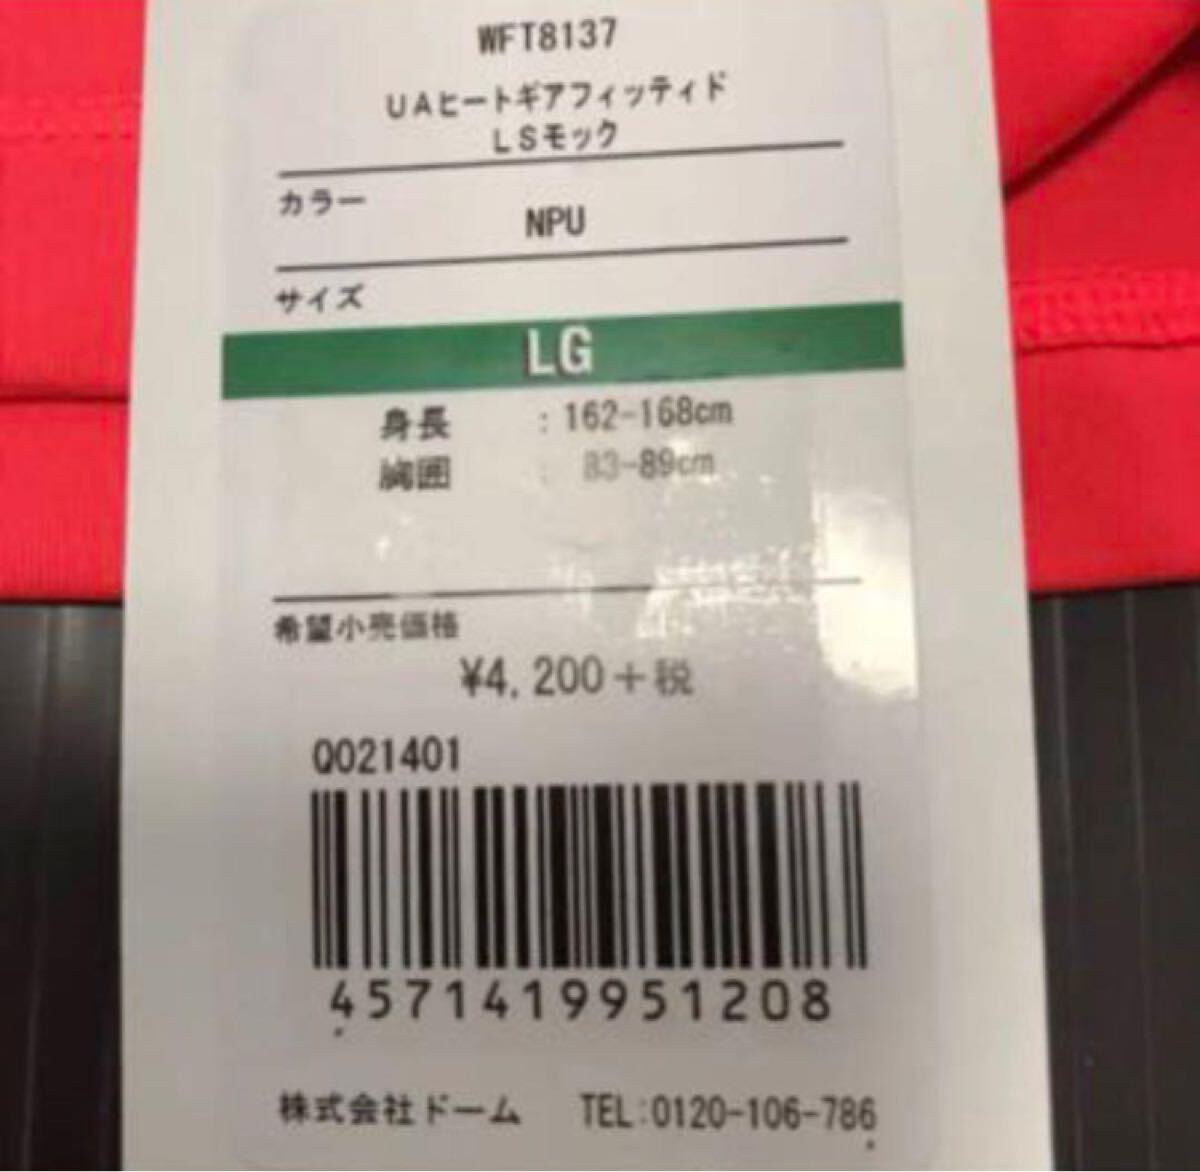 WFT8137
UAヒートギアフィッティド
LSモック
カラー
NPU
サイズ
LG
身長 : 162-168cm
胸囲 : 83-89cm
希望小売価格
¥4,200+税
Q021401
4571419951208
株式会社ドーム TEL:0120-106-786